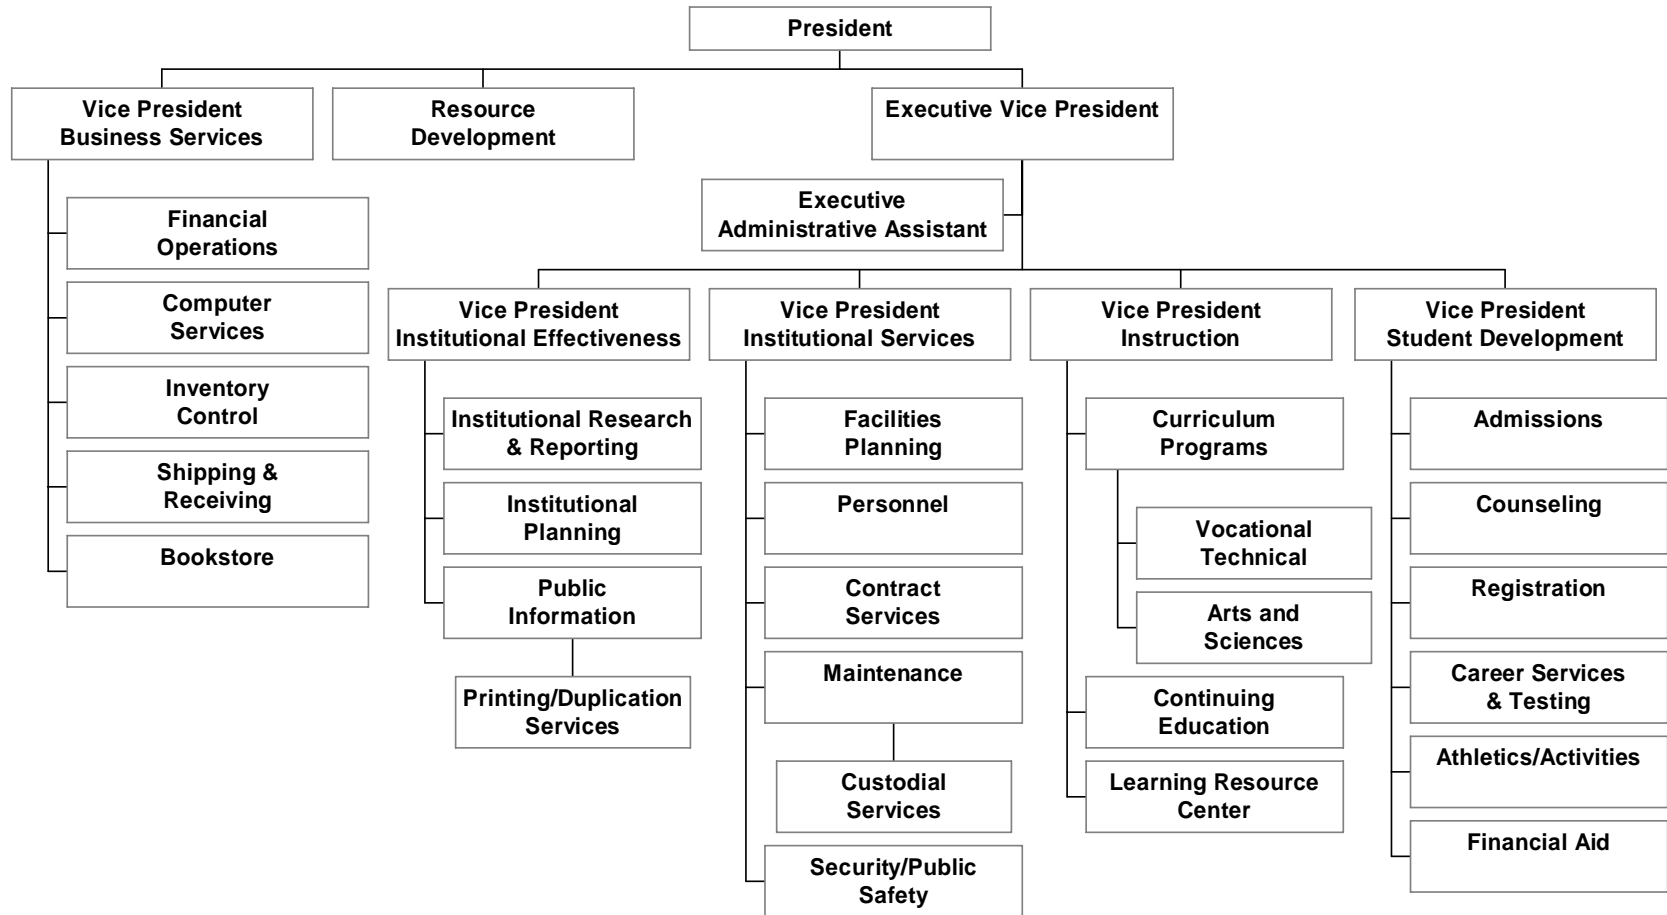 President
Vice President
Business Services
Resource
Development
Executive Vice President
Executive
Administrative Assistant
Financial
Operations
Computer
Services
Inventory
Control
Shipping &
Receiving
Bookstore
Vice President
Institutional Effectiveness
Institutional Research
& Reporting
Institutional
Planning
Public
Information
Printing/Duplication
Services
Vice President
Institutional Services
Facilities
Planning
Personnel
Contract
Services
Maintenance
Custodial
Services
Security/Public
Safety
Vice President
Instruction
Curriculum
Programs
Vocational
Technical
Arts and
Sciences
Continuing
Education
Learning Resource
Center
Vice President
Student Development
Admissions
Counseling
Registration
Career Services
& Testing
Athletics/Activities
Financial Aid